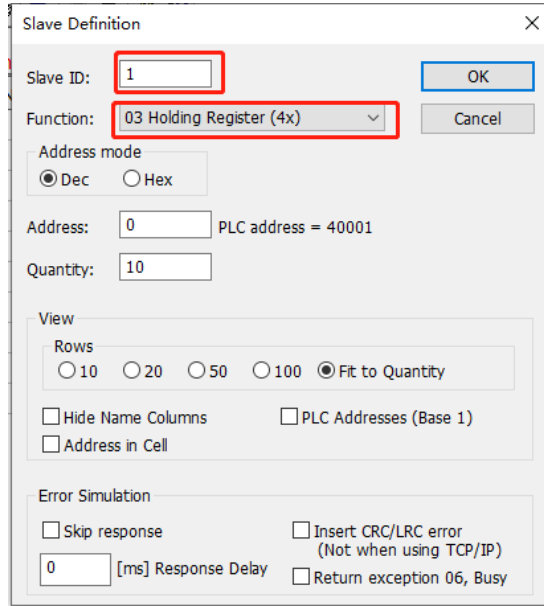 Slave Definition
Slave ID: 1
OK
Function: 03 Holding Register (4x)
Cancel
Address mode
Dec Hex
Address: 0 PLC address = 40001
Quantity: 10
View
Rows
10 20 50 100 Fit to Quantity
Hide Name Columns PLC Addresses (Base 1)
Address in Cell
Error Simulation
Skip response Insert CRC/LRC error
(Not when using TCP/IP)
0 [ms] Response Delay
Return exception 06, Busy